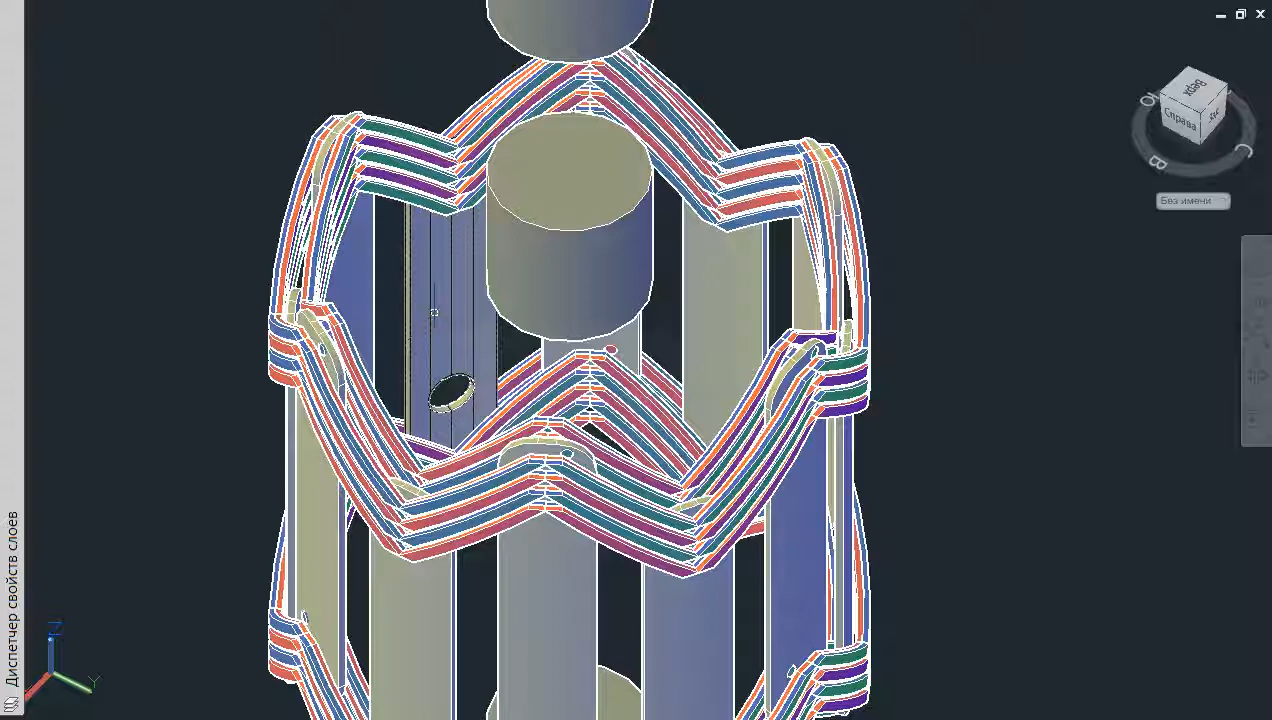 Верх
Справа
Ю
В
С
Без имени
Диспетчер свойств слоев
Z
Y